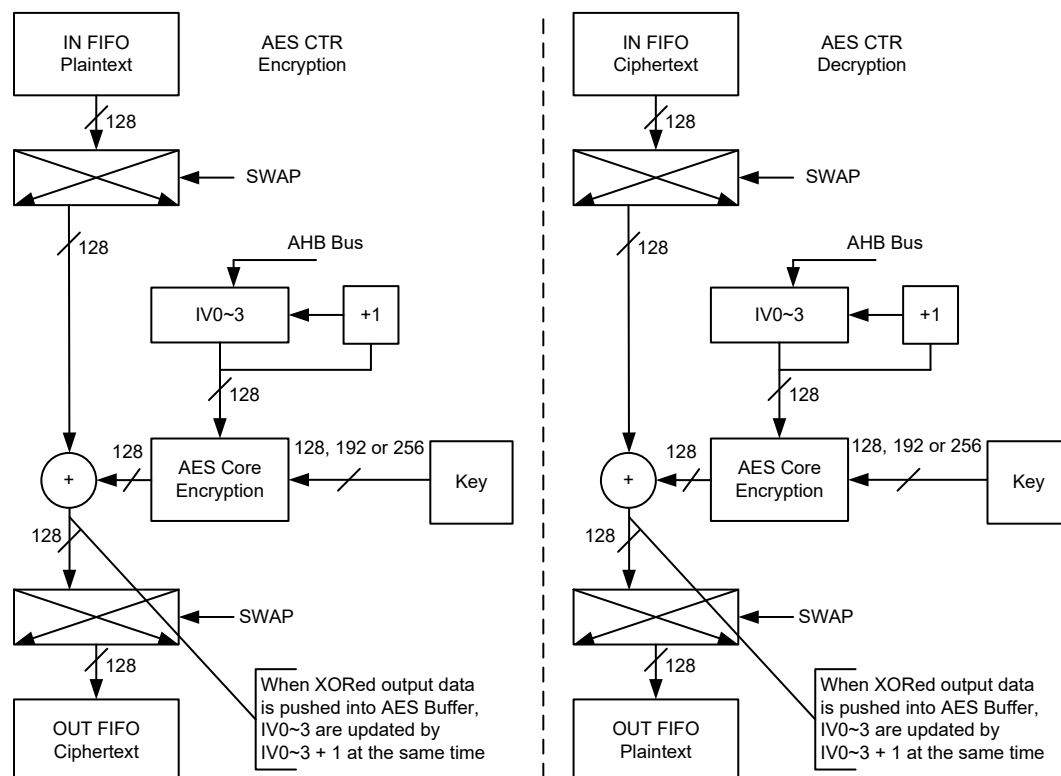 IN FIFO
Plaintext
AES CTR
Encryption
128
SWAP
128
AHB Bus
IV0~3
+1
128
128
AES Core
Encryption
128, 192 or 256
Key
+
128
SWAP
128
OUT FIFO
Ciphertext
When XORed output data
is pushed into AES Buffer,
IV0~3 are updated by
IV0~3 + 1 at the same time
IN FIFO
Ciphertext
AES CTR
Decryption
128
SWAP
128
AHB Bus
IV0~3
+1
128
128
AES Core
Encryption
128, 192 or 256
Key
+
128
SWAP
128
OUT FIFO
Plaintext
When XORed output data
is pushed into AES Buffer,
IV0~3 are updated by
IV0~3 + 1 at the same time